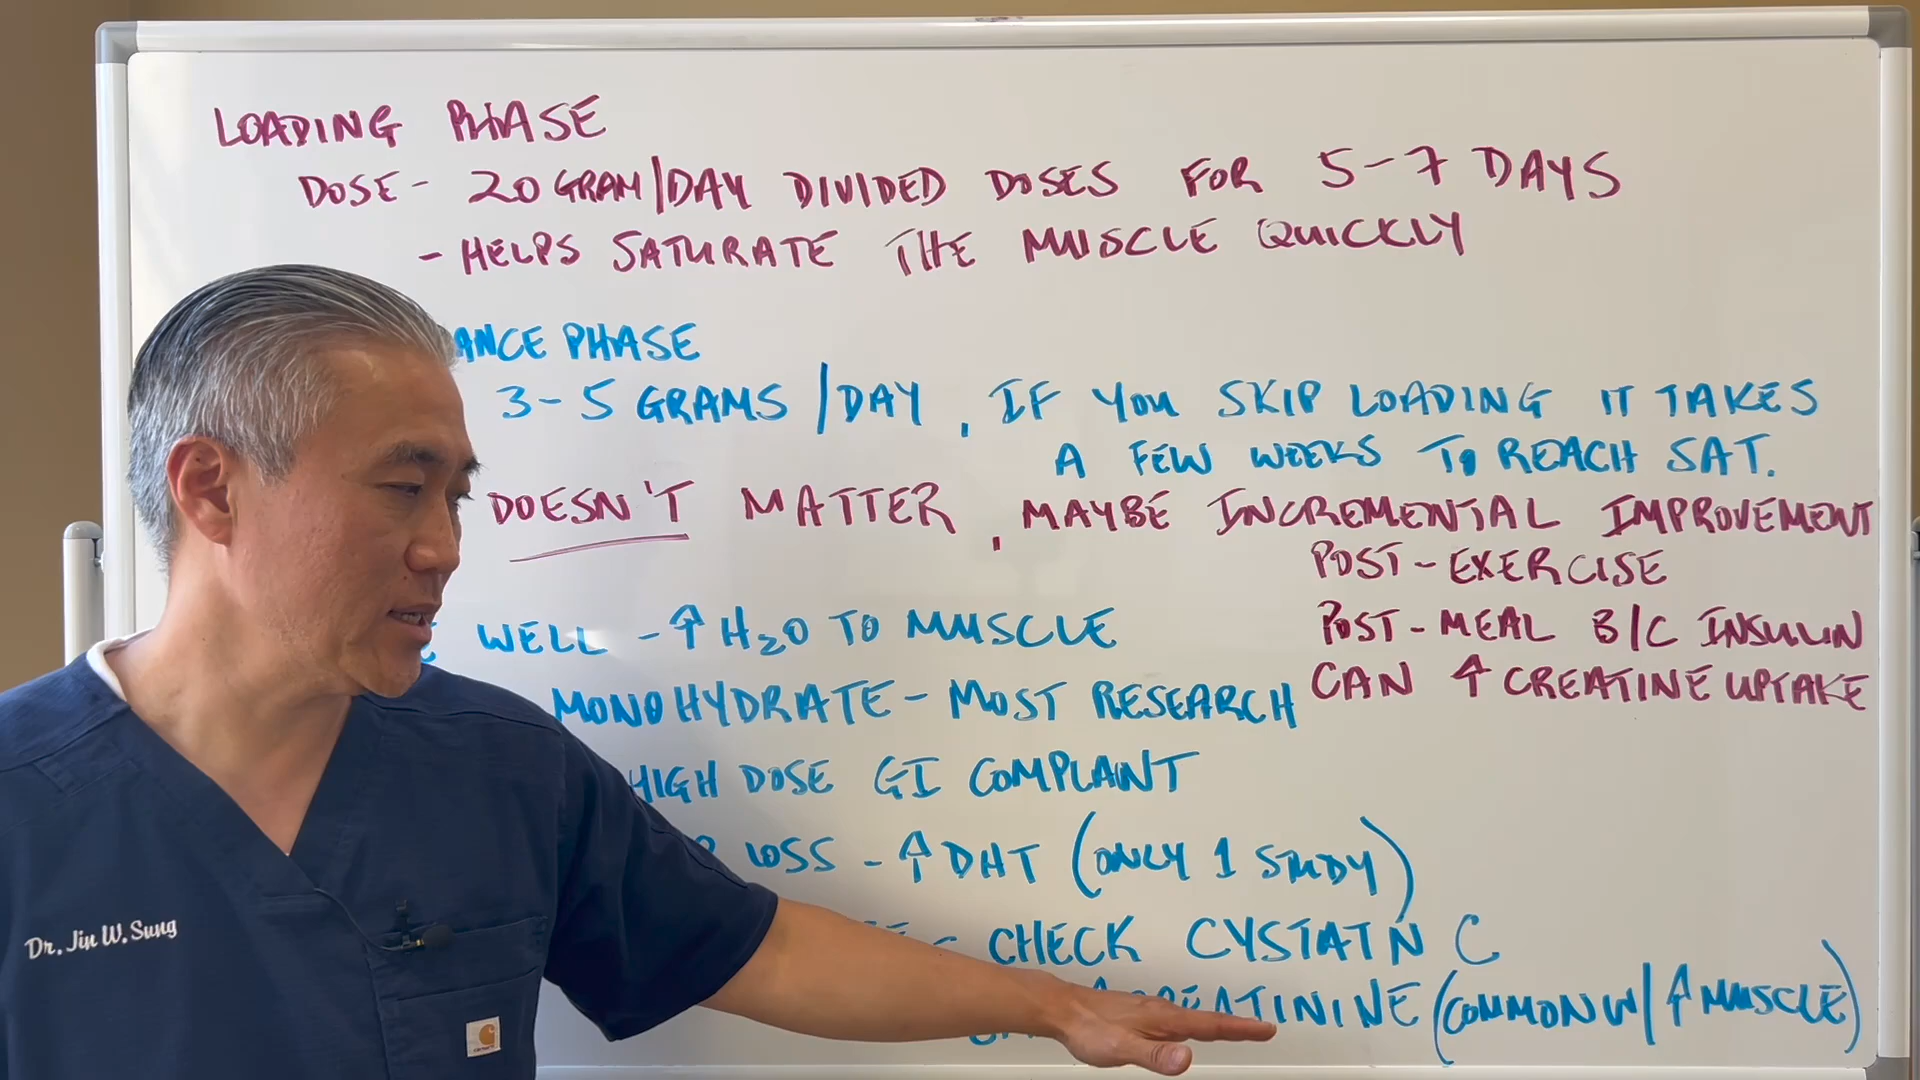 LOADING PHASE
DOSE - 20 GRAM/DAY DIVIDED DOSES FOR 5-7 DAYS
- HELPS SATURATE THE MUSCLE QUICKLY
ANCE PHASE
3-5 GRAMS/DAY, IF YOU SKIP LOADING IT TAKES
A FEW WEEKS TO REACH SAT.
DOESN'T MATTER, MAYBE INCREMENTAL IMPROVEMENT
POST-EXERCISE
POST-MEAL B/C INSULIN
CAN ↑ CREATINE UPTAKE
WELL - ↑ H2O TO MUSCLE
MONOHYDRATE - MOST RESEARCH
HIGH DOSE GI COMPLANT
LOSS - ↑ DHT (ONLY 1 STUDY)
- CHECK CYSTATN C
REATININE (COMMON W/ ↑ MUSCLE)
Dr. Jin W. Sung
carhartt